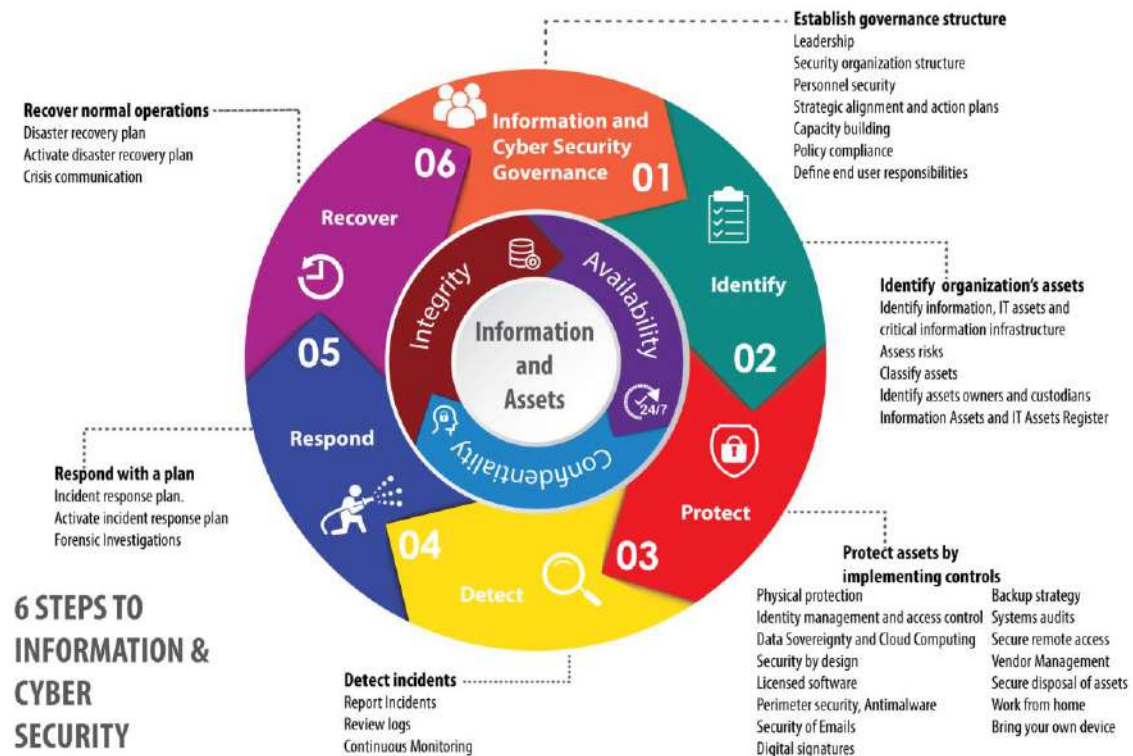 Establish governance structure
Leadership
Security organization structure
Personnel security
Strategic alignment and action plans
Capacity building
Policy compliance
Define end user responsibilities
Recover normal operations
Disaster recovery plan
Activate disaster recovery plan
Crisis communication
Information and
Cyber Security
Governance
01
Identify
02
Protect
03
Detect
04
Respond
05
Recover
06
Integrity
Availability
24/7
Confidentiality
Information
and
Assets
Identify organization's assets
Identify information, IT assets and
critical information infrastructure
Assess risks
Classify assets
Identify assets owners and custodians
Information Assets and IT Assets Register
Respond with a plan
Incident response plan.
Activate incident response plan
Forensic Investigations
Protect assets by
implementing controls
Physical protection
Identity management and access control
Data Sovereignty and Cloud Computing
Security by design
Licensed software
Perimeter security, Antimalware
Security of Emails
Digital signatures
Backup strategy
Systems audits
Secure remote access
Vendor Management
Secure disposal of assets
Work from home
Bring your own device
Detect incidents
Report Incidents
Review logs
Continuous Monitoring
6 STEPS TO
INFORMATION &
CYBER
SECURITY